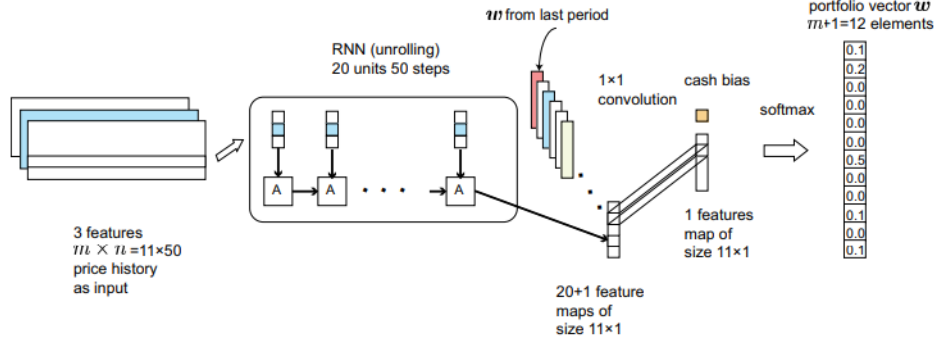 portfolio vector w
m+1=12 elements
w from last period
RNN (unrolling)
20 units 50 steps
1×1
convolution
cash bias
softmax
A
A
. . .
A
3 features
m × n =11×50
price history
as input
1 features
map of
size 11×1
20+1 feature
maps of
size 11×1
0.1
0.2
0.0
0.0
0.0
0.0
0.5
0.0
0.0
0.1
0.0
0.1